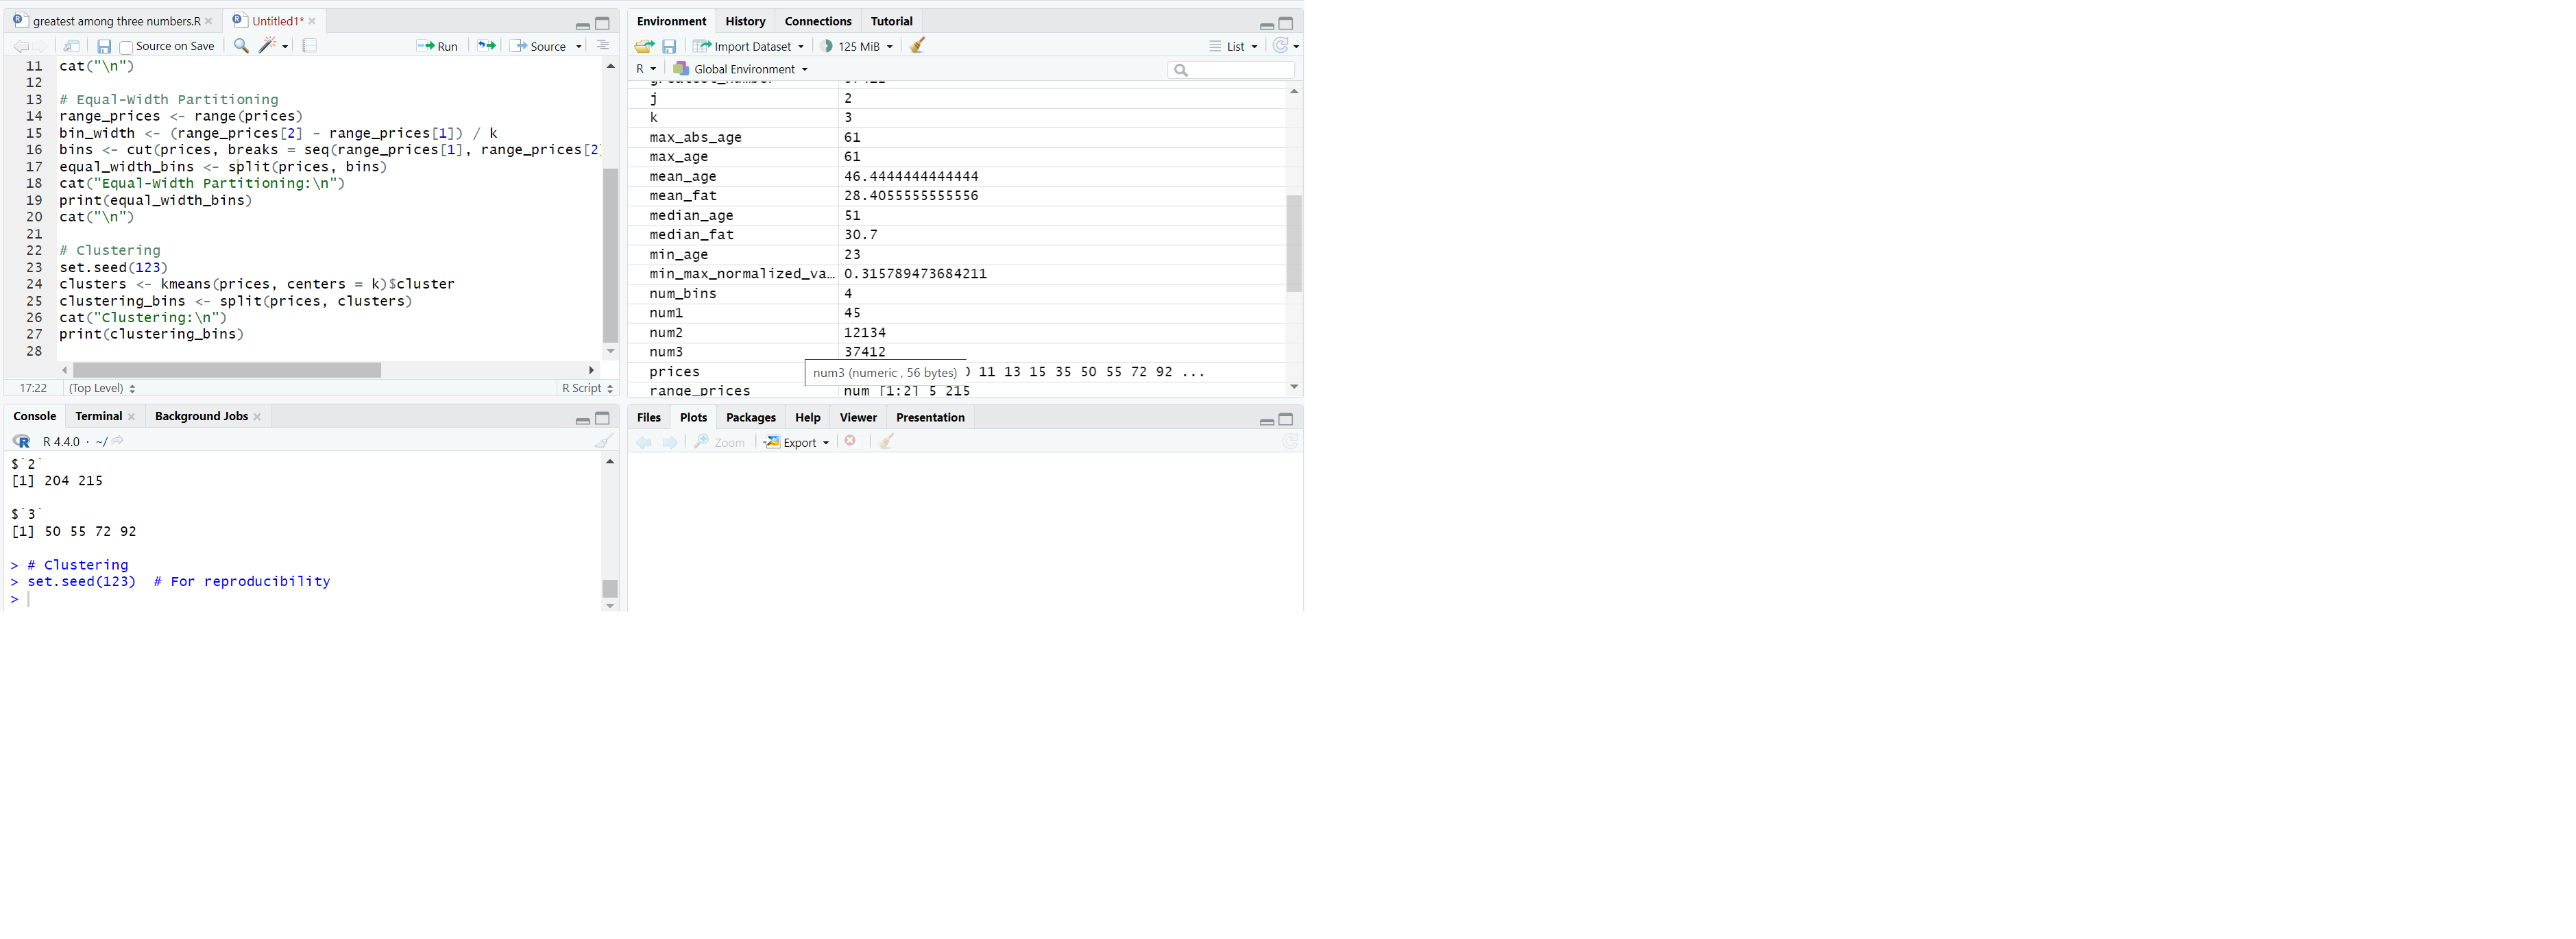 greatest among three numbers.R
Untitled1*
Source on Save
Run
Source
11 cat("\n")
12
13 # Equal-Width Partitioning
14 range_prices <- range(prices)
15 bin_width <- (range_prices[2] - range_prices[1]) / k
16 bins <- cut(prices, breaks = seq(range_prices[1], range_prices[2]
17 equal_width_bins <- split(prices, bins)
18 cat("Equal-Width Partitioning:\n")
19 print(equal_width_bins)
20 cat("\n")
21
22 # Clustering
23 set.seed(123)
24 clusters <- kmeans(prices, centers = k)$cluster
25 clustering_bins <- split(prices, clusters)
26 cat("Clustering:\n")
27 print(clustering_bins)
28
17:22 (Top Level) R Script
Console Terminal Background Jobs
R 4.4.0 · ~/
$`2`
[1] 204 215
$`3`
[1] 50 55 72 92
> # Clustering
> set.seed(123)  # For reproducibility
>
Environment History Connections Tutorial
Import Dataset 125 MiB List
R Global Environment
j 2
k 3
max_abs_age 61
max_age 61
mean_age 46.4444444444444
mean_fat 28.4055555555556
median_age 51
median_fat 30.7
min_age 23
min_max_normalized_va… 0.315789473684211
num_bins 4
num1 45
num2 12134
num3 37412
prices 11 13 15 35 50 55 72 92 ...
num3 (numeric , 56 bytes)
range_prices num [1:2] 5 215
Files Plots Packages Help Viewer Presentation
Zoom Export